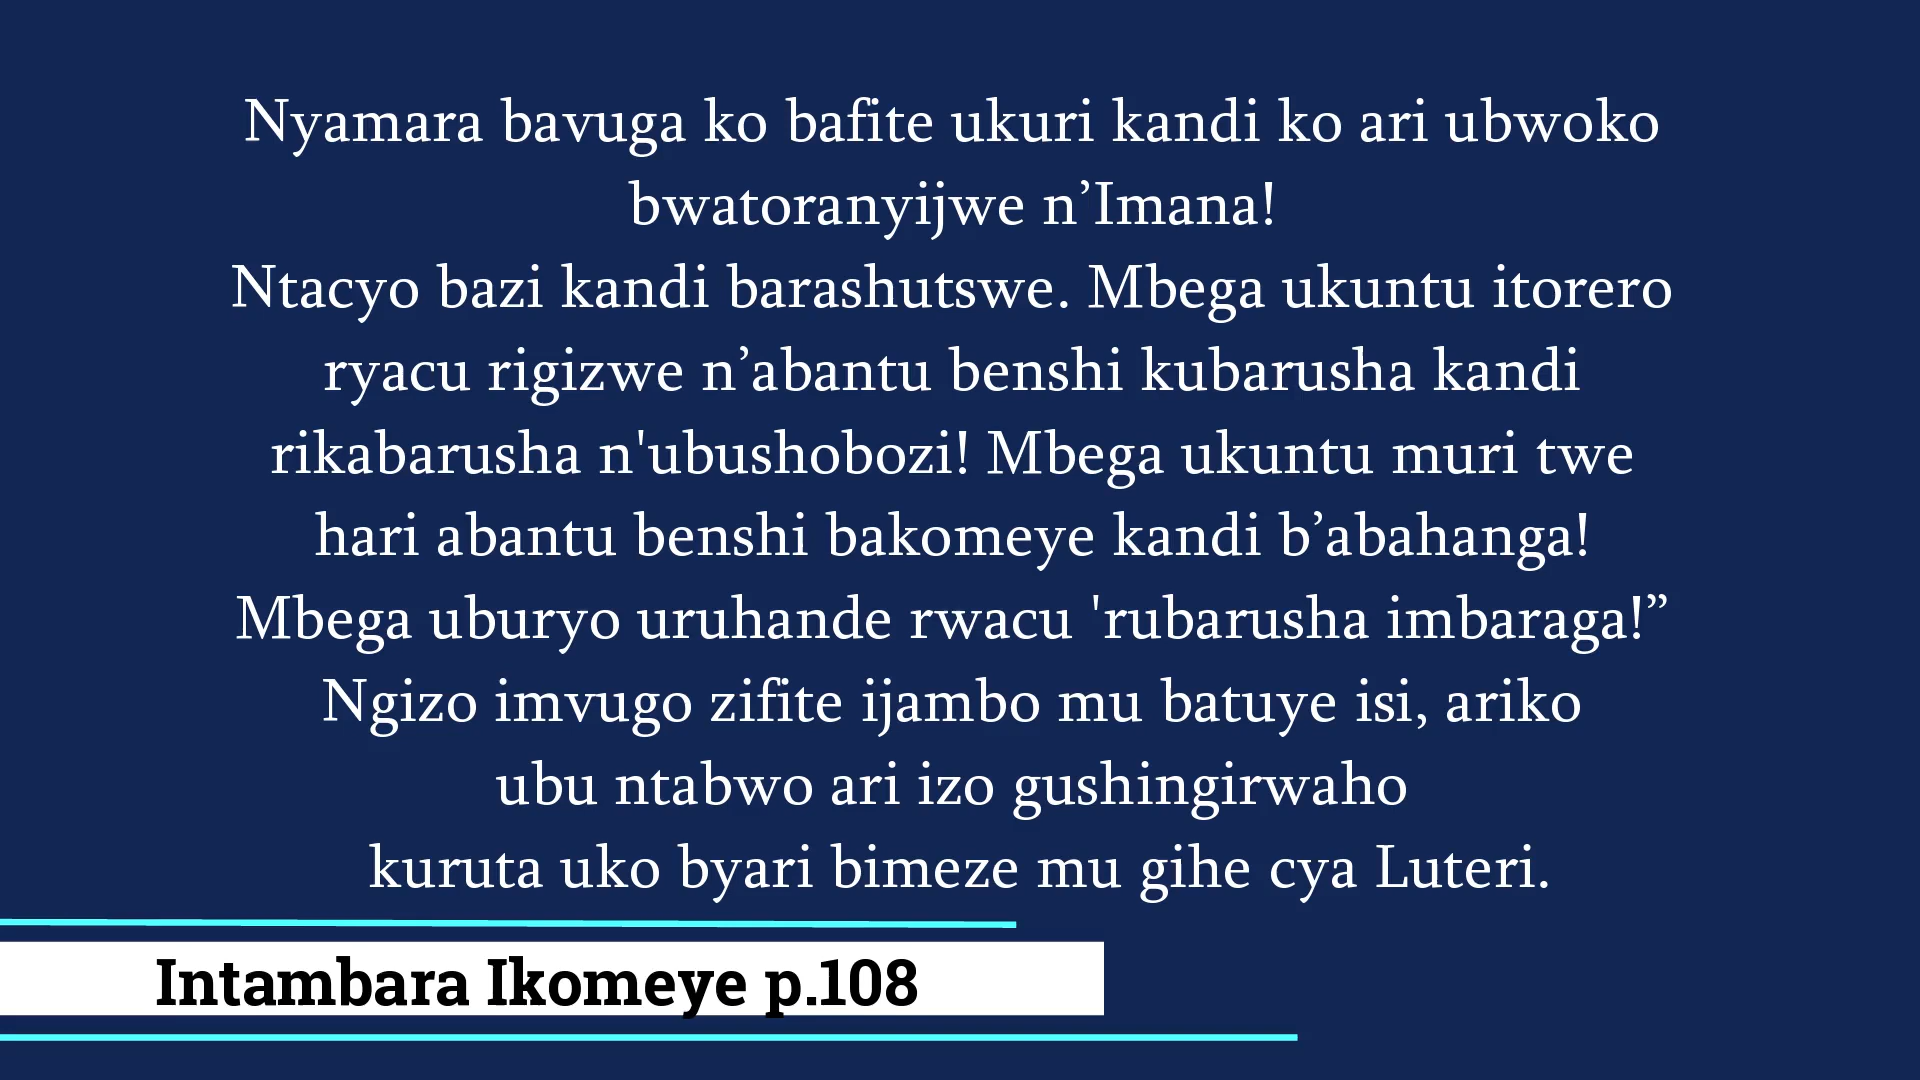 Nyamara bavuga ko bafite ukuri kandi ko ari ubwoko
bwatoranyijwe n’Imana!
Ntacyo bazi kandi barashutswe. Mbega ukuntu itorero
ryacu rigizwe n’abantu benshi kubarusha kandi
rikabarusha n'ubushobozi! Mbega ukuntu muri twe
hari abantu benshi bakomeye kandi b’abahanga!
Mbega uburyo uruhande rwacu 'rubarusha imbaraga!”
Ngizo imvugo zifite ijambo mu batuye isi, ariko
ubu ntabwo ari izo gushingirwaho
kuruta uko byari bimeze mu gihe cya Luteri.
Intambara Ikomeye p.108